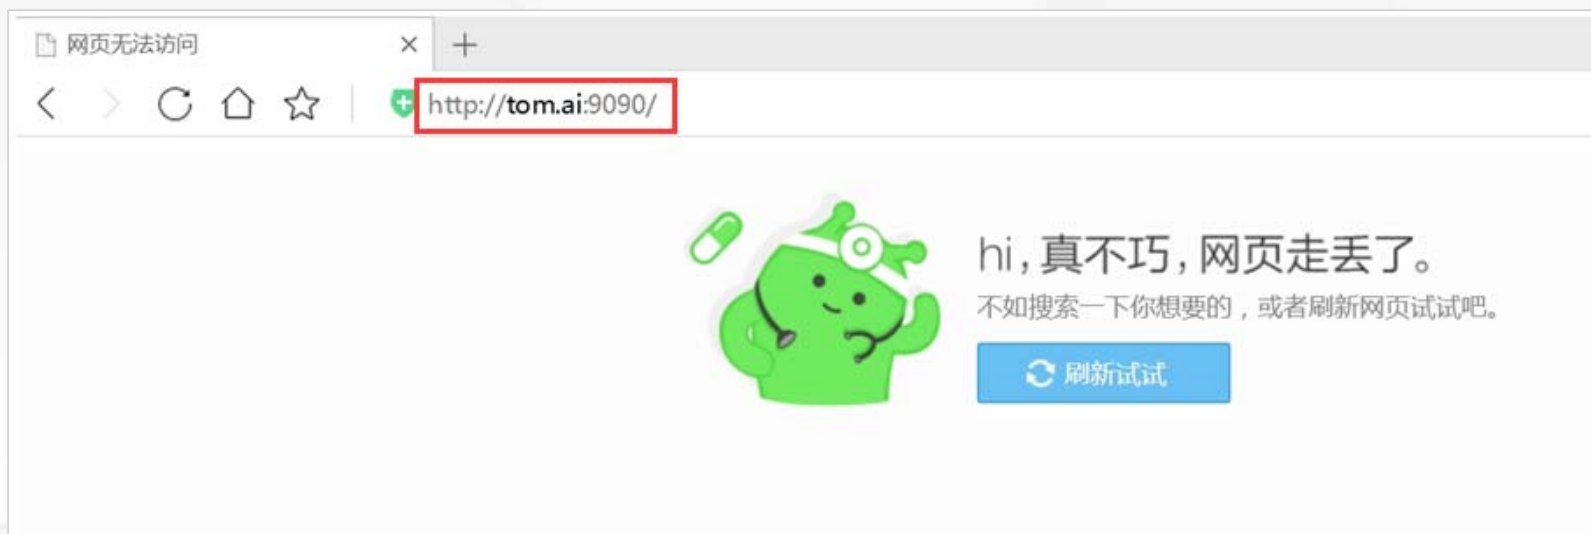 网页无法访问
http://tom.ai:9090/
hi,真不巧,网页走丢了。
不如搜索一下你想要的，或者刷新网页试试吧。
刷新试试